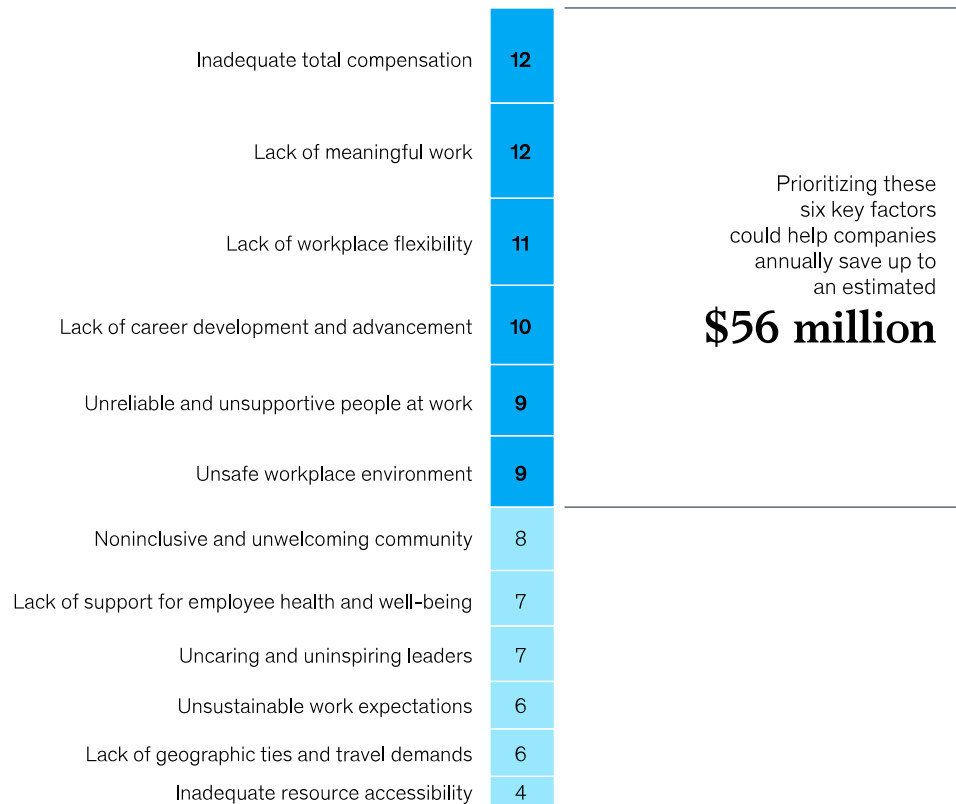 Inadequate total compensation 12
Lack of meaningful work 12
Lack of workplace flexibility 11
Lack of career development and advancement 10
Unreliable and unsupportive people at work 9
Unsafe workplace environment 9
Noninclusive and unwelcoming community 8
Lack of support for employee health and well-being 7
Uncaring and uninspiring leaders 7
Unsustainable work expectations 6
Lack of geographic ties and travel demands 6
Inadequate resource accessibility 4
Prioritizing these
six key factors
could help companies
annually save up to
an estimated
$56 million